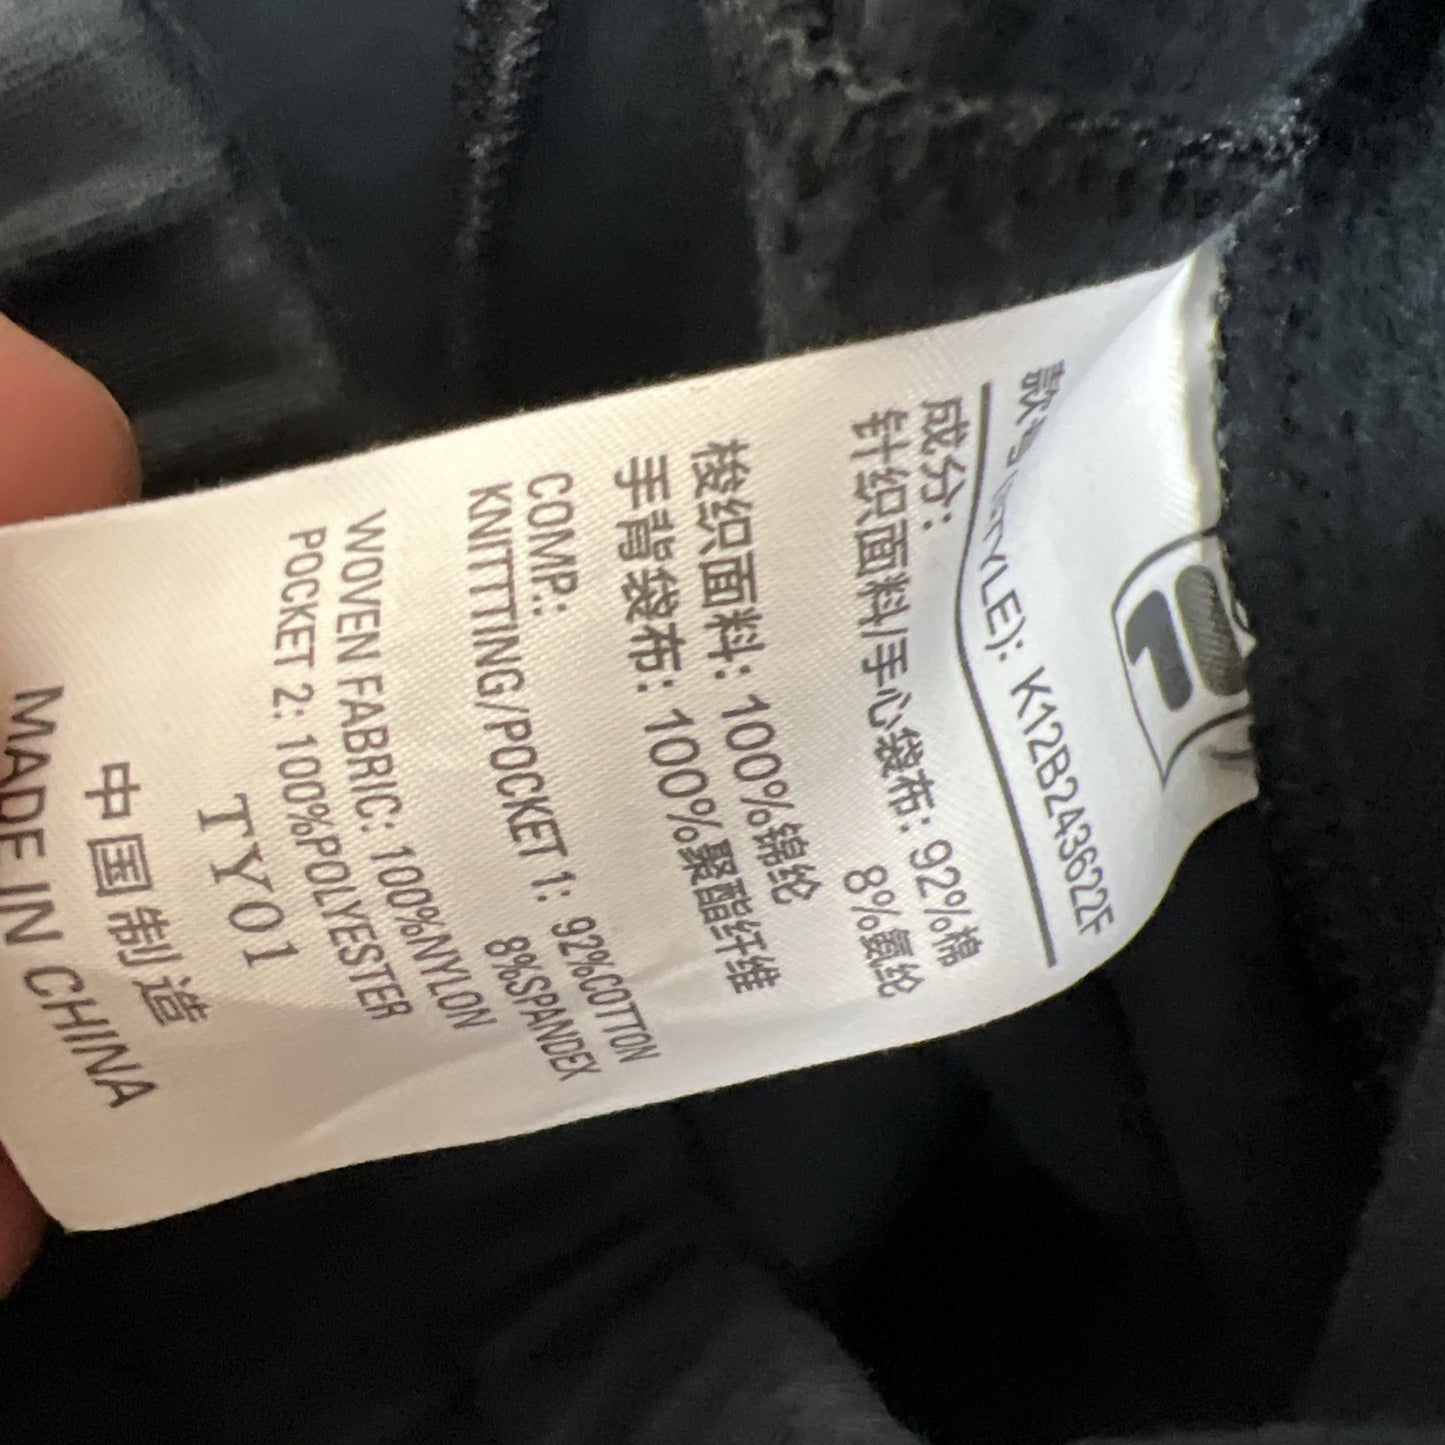 款号(STYLE): K12B243622F
成分:
针织面料/手心袋布: 92%棉
8%氨纶
梭织面料: 100%锦纶
手背袋布: 100%聚酯纤维
COMP.:
KNITTING/POCKET 1: 92%COTTON
8%SPANDEX
WOVEN FABRIC: 100%NYLON
POCKET 2: 100%POLYESTER
TY01
中国制造
MADE IN CHINA